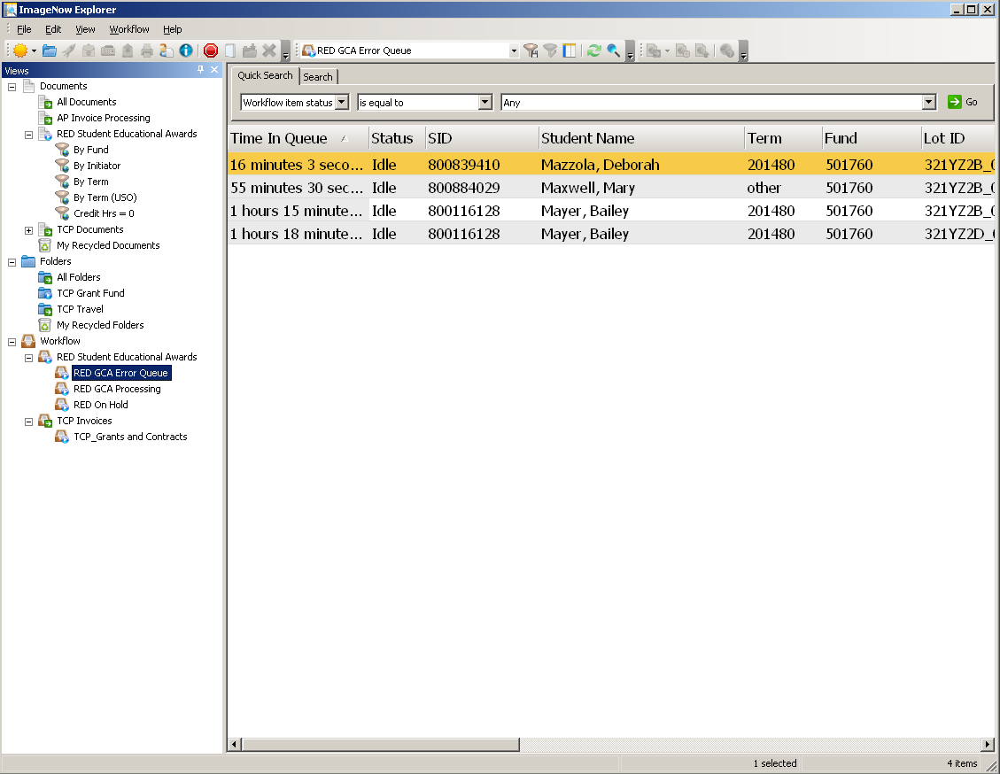 ImageNow Explorer
File Edit View Workflow Help
RED GCA Error Queue
Views
Documents
All Documents
AP Invoice Processing
RED Student Educational Awards
By Fund
By Initiator
By Term
By Term (USO)
Credit Hrs = 0
TCP Documents
My Recycled Documents
Folders
All Folders
TCP Grant Fund
TCP Travel
My Recycled Folders
Workflow
RED Student Educational Awards
RED GCA Error Queue
RED GCA Processing
RED On Hold
TCP Invoices
TCP_Grants and Contracts
Quick Search Search
Workflow item status is equal to Any Go
Time In Queue Status SID Student Name Term Fund Lot ID
16 minutes 3 seco... Idle 800839410 Mazzola, Deborah 201480 501760 321YZ2B_
55 minutes 30 sec... Idle 800884029 Maxwell, Mary other 501760 321YZ2B_
1 hours 15 minute... Idle 800116128 Mayer, Bailey 201480 501760 321YZ2B_
1 hours 18 minute... Idle 800116128 Mayer, Bailey 201480 501760 321YZ2D_
1 selected 4 items